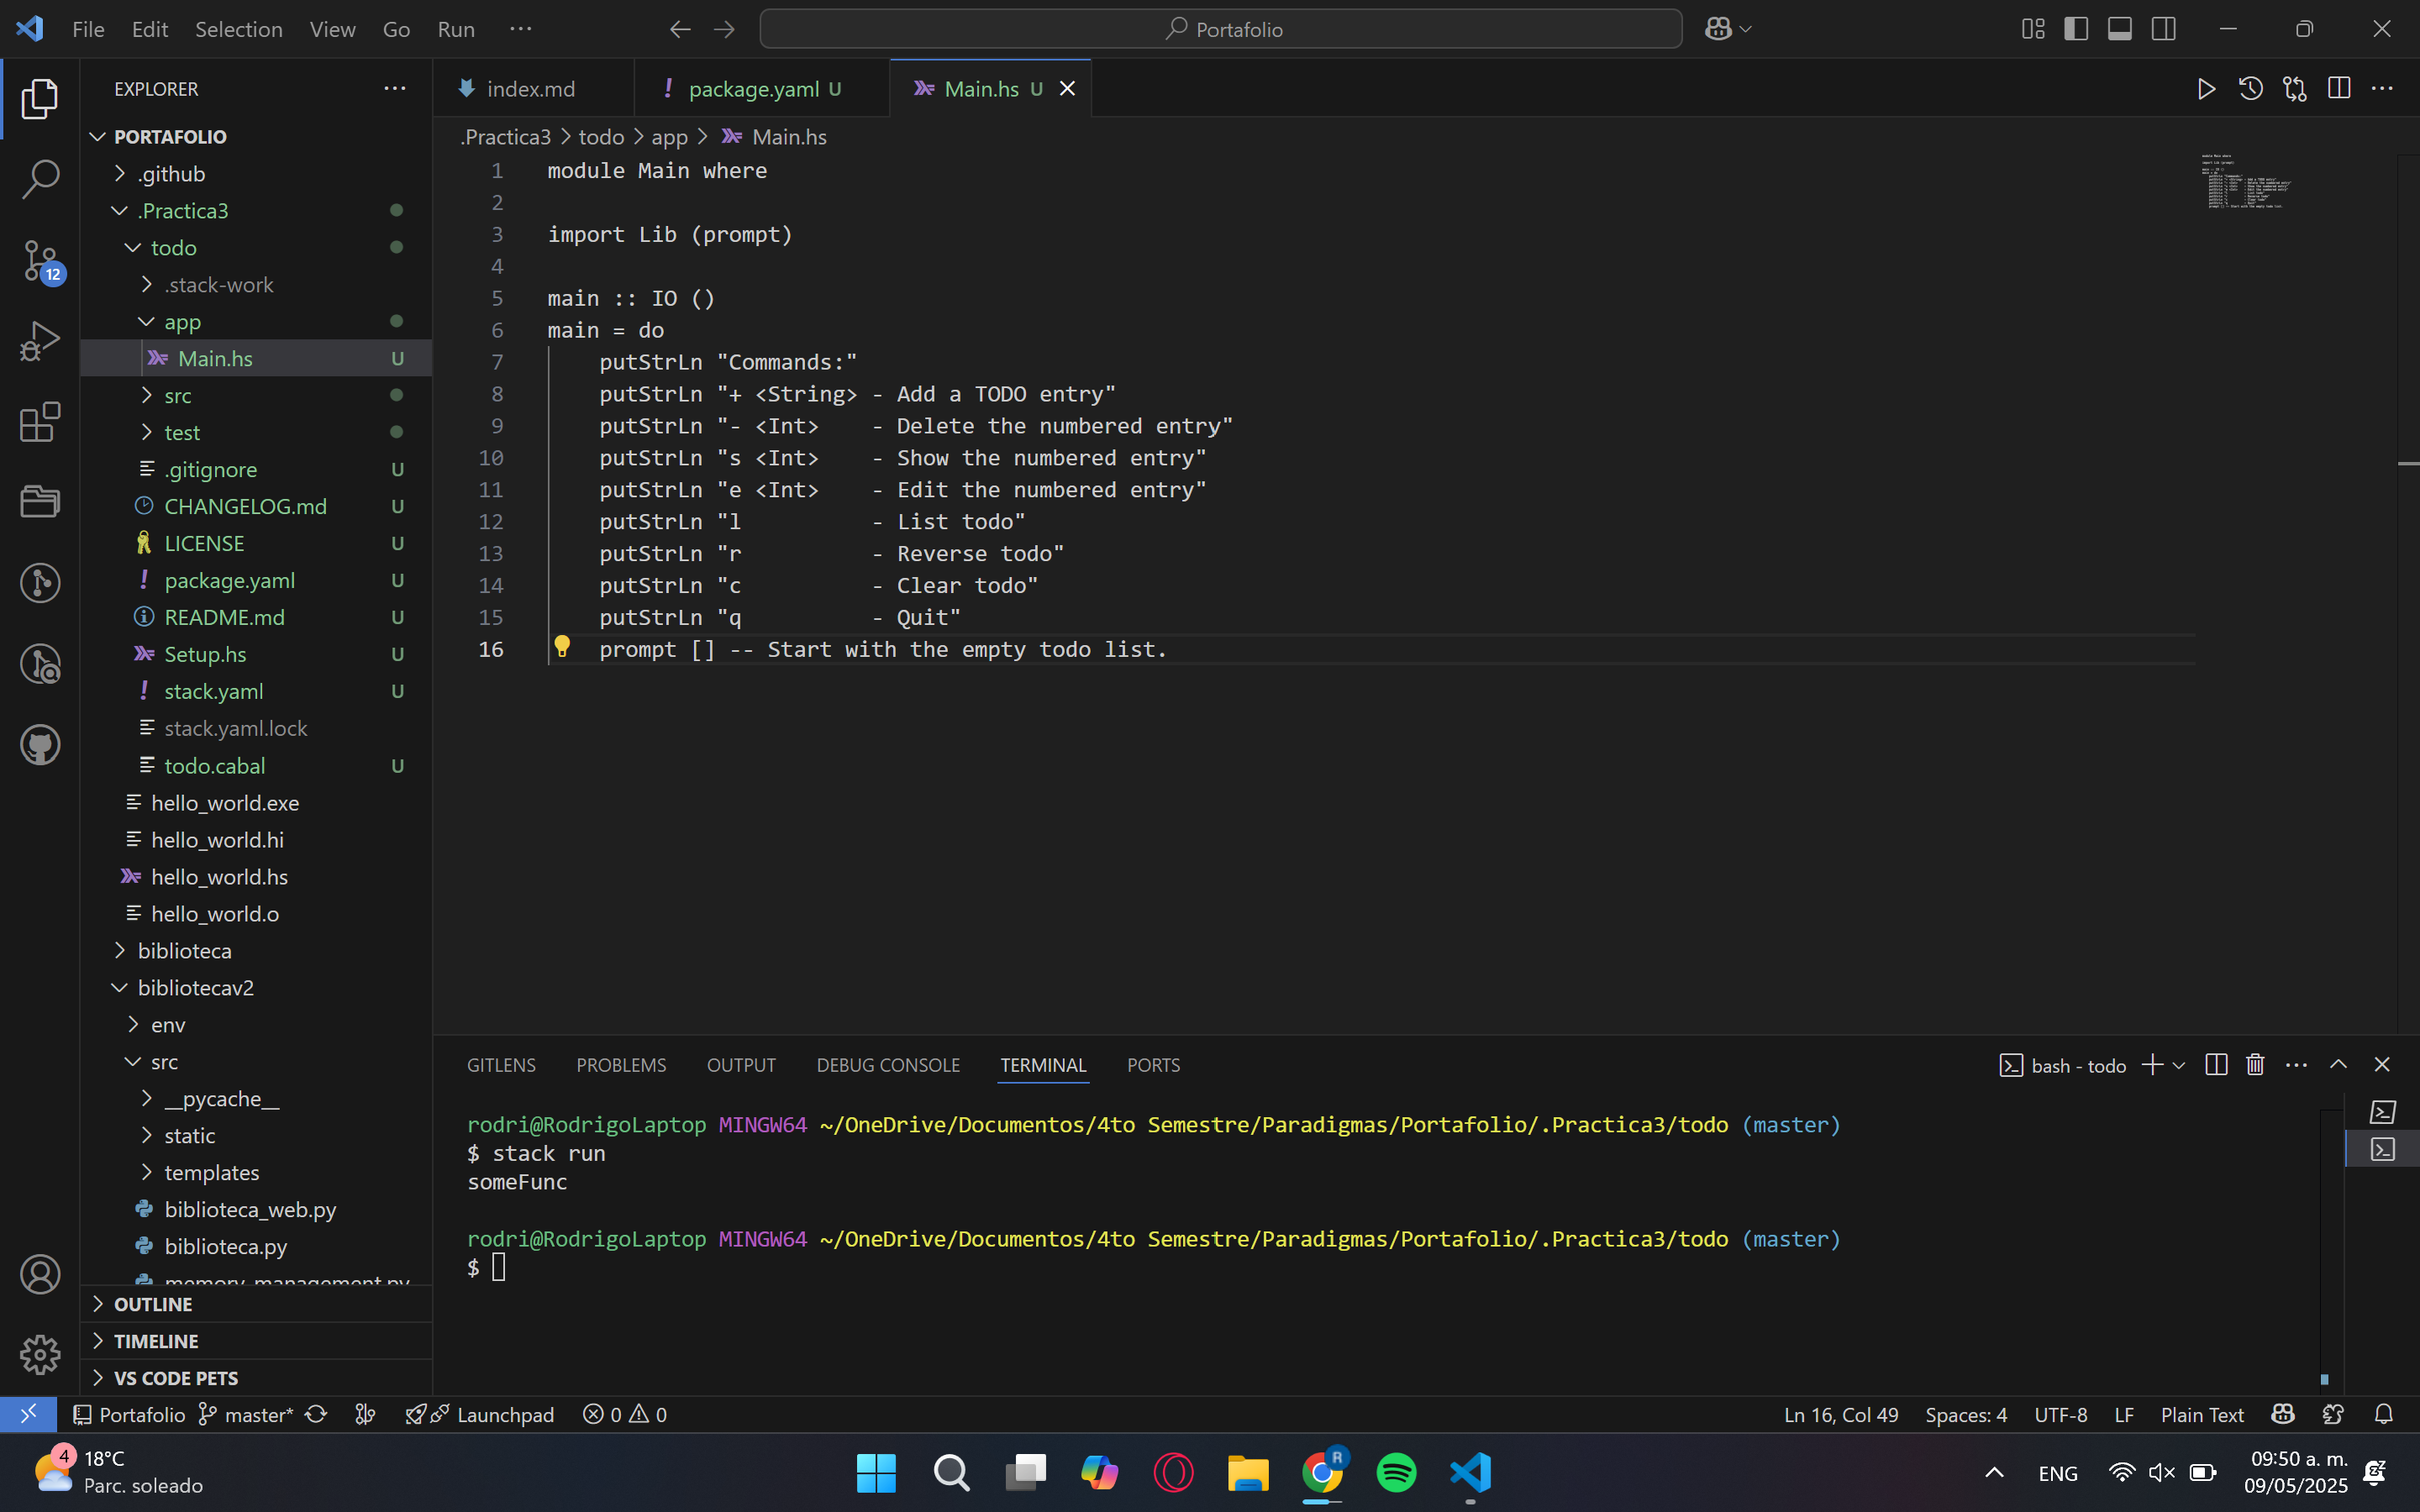 File Edit Selection View Go Run ··· Portafolio
EXPLORER ···
PORTAFOLIO
.github
.Practica3
todo
.stack-work
app
Main.hs U
src
test
.gitignore U
CHANGELOG.md U
LICENSE U
package.yaml U
README.md U
Setup.hs U
stack.yaml U
stack.yaml.lock
todo.cabal U
hello_world.exe
hello_world.hi
hello_world.hs
hello_world.o
biblioteca
bibliotecav2
env
src
__pycache__
static
templates
biblioteca_web.py
biblioteca.py
memory_management.py
OUTLINE
TIMELINE
VS CODE PETS
12
index.md package.yaml U Main.hs U
.Practica3 > todo > app > Main.hs
1 module Main where
2
3 import Lib (prompt)
4
5 main :: IO ()
6 main = do
7     putStrLn "Commands:"
8     putStrLn "+ <String> - Add a TODO entry"
9     putStrLn "- <Int>    - Delete the numbered entry"
10     putStrLn "s <Int>    - Show the numbered entry"
11     putStrLn "e <Int>    - Edit the numbered entry"
12     putStrLn "l          - List todo"
13     putStrLn "r          - Reverse todo"
14     putStrLn "c          - Clear todo"
15     putStrLn "q          - Quit"
16     prompt [] -- Start with the empty todo list.
GITLENS PROBLEMS OUTPUT DEBUG CONSOLE TERMINAL PORTS bash - todo
rodri@RodrigoLaptop MINGW64 ~/OneDrive/Documentos/4to Semestre/Paradigmas/Portafolio/.Practica3/todo (master)
$ stack run
someFunc
rodri@RodrigoLaptop MINGW64 ~/OneDrive/Documentos/4to Semestre/Paradigmas/Portafolio/.Practica3/todo (master)
$
Portafolio master* Launchpad 0 0 Ln 16, Col 49 Spaces: 4 UTF-8 LF Plain Text
4 18°C
Parc. soleado
R
ENG
09:50 a. m.
09/05/2025